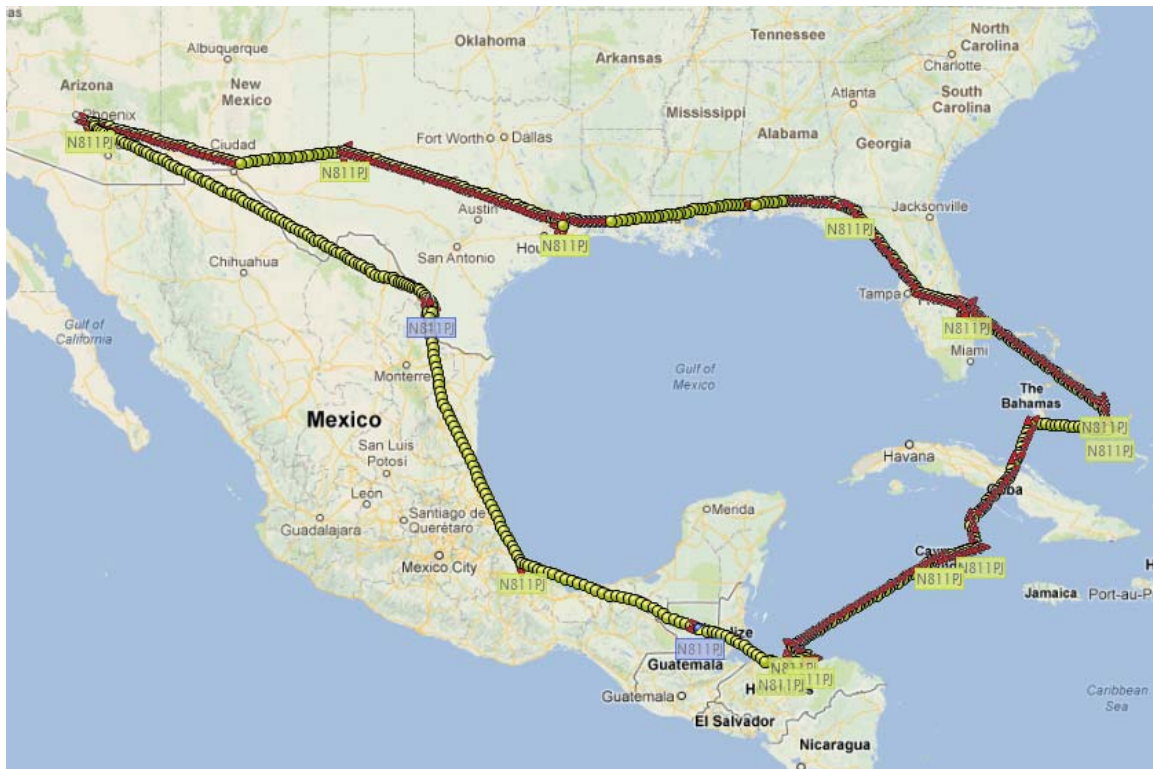 Oklahoma
Tennessee
North
Carolina
Albuquerque
Arkansas
Charlotte
Arizona
New
Mexico
Atlanta
South
Carolina
Mississippi
Phoenix
Fort Worth
Dallas
Alabama
Georgia
Ciudad
N811PJ
N811PJ
Austin
Jacksonville
N811PJ
N811PJ
San Antonio
Chihuahua
Tampa
Gulf of
California
N811PJ
N811PJ
Miami
Monterre
Gulf of
Mexico
The
Bahamas
Mexico
N811PJ
San Luis
Potosí
Havana
N811PJ
Leon
Merida
Guadalajara
Santiago de
Querétaro
Mexico City
N811PJ
N811PJ
N811PJ
Jamaica
Port-au-P
N811PJ
Guatemala
N811PJ
Guatemala
Caribbean
Sea
El Salvador
Nicaragua